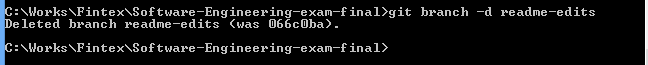 C:\Works\Fintex\Software-Engineering-exam-final>git branch -d readme-edits
Deleted branch readme-edits (was 066c0ba).
C:\Works\Fintex\Software-Engineering-exam-final>